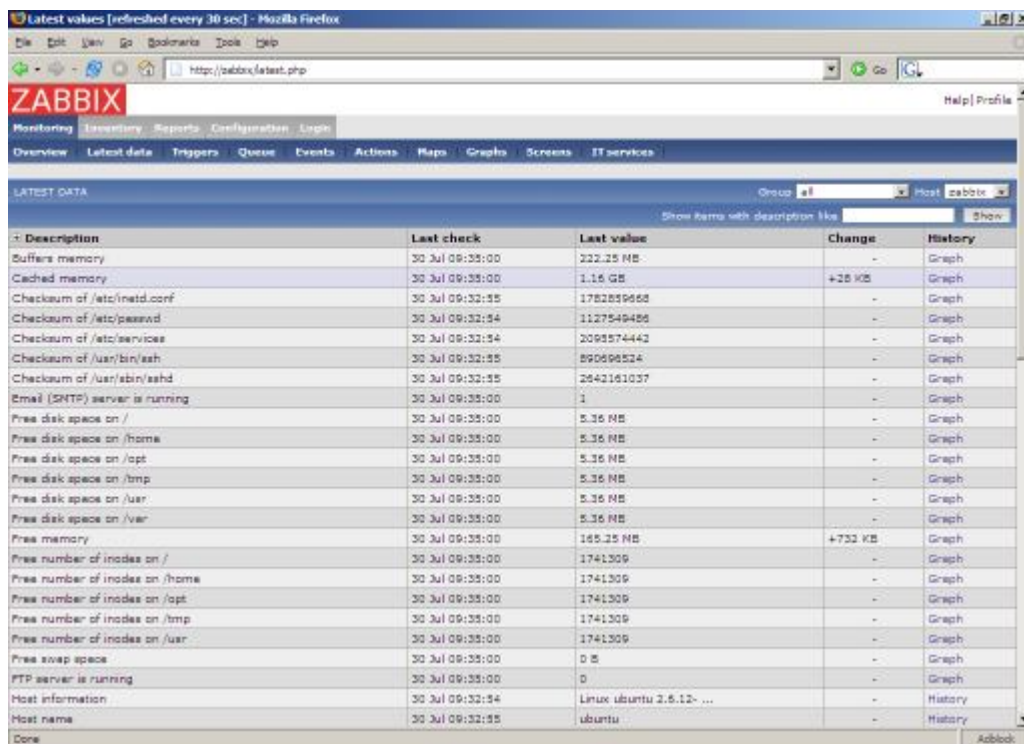 Latest values [refreshed every 30 sec] - Mozilla Firefox
File Edit View Go Bookmarks Tools Help
http://zabbix/latest.php Go
ZABBIX Help | Profile
Monitoring Inventory Reports Configuration Login
Overview Latest data Triggers Queue Events Actions Maps Graphs Screens IT services
LATEST DATA Group all Host zabbix
Show items with description like Show
+ Description Last check Last value Change History
Buffers memory 30 Jul 09:35:00 222.25 MB - Graph
Cached memory 30 Jul 09:35:00 1.16 GB +28 KB Graph
Checksum of /etc/inetd.conf 30 Jul 09:32:55 - Graph
Checksum of /etc/passwd 30 Jul 09:32:54 1127549486 - Graph
Checksum of /etc/services 30 Jul 09:32:54 2095574442 - Graph
Checksum of /usr/bin/ssh 30 Jul 09:32:55 890696524 - Graph
Checksum of /usr/sbin/sshd 30 Jul 09:32:55 2642161037 - Graph
Email (SMTP) server is running 30 Jul 09:35:00 1 - Graph
Free disk space on / 30 Jul 09:35:00 5.36 MB - Graph
Free disk space on /home 30 Jul 09:35:00 5.36 MB - Graph
Free disk space on /opt 30 Jul 09:35:00 5.36 MB - Graph
Free disk space on /tmp 30 Jul 09:35:00 5.36 MB - Graph
Free disk space on /usr 30 Jul 09:35:00 5.36 MB - Graph
Free disk space on /var 30 Jul 09:35:00 5.36 MB - Graph
Free memory 30 Jul 09:35:00 165.25 MB +732 KB Graph
Free number of inodes on / 30 Jul 09:35:00 1741309 - Graph
Free number of inodes on /home 30 Jul 09:35:00 1741309 - Graph
Free number of inodes on /opt 30 Jul 09:35:00 1741309 - Graph
Free number of inodes on /tmp 30 Jul 09:35:00 1741309 - Graph
Free number of inodes on /usr 30 Jul 09:35:00 1741309 - Graph
Free swap space 30 Jul 09:35:00 0 B - Graph
FTP server is running 30 Jul 09:35:00 0 - Graph
Host information 30 Jul 09:32:54 Linux ubuntu 2.6.12- ... - History
Host name 30 Jul 09:32:55 ubuntu - History
Done Adblock